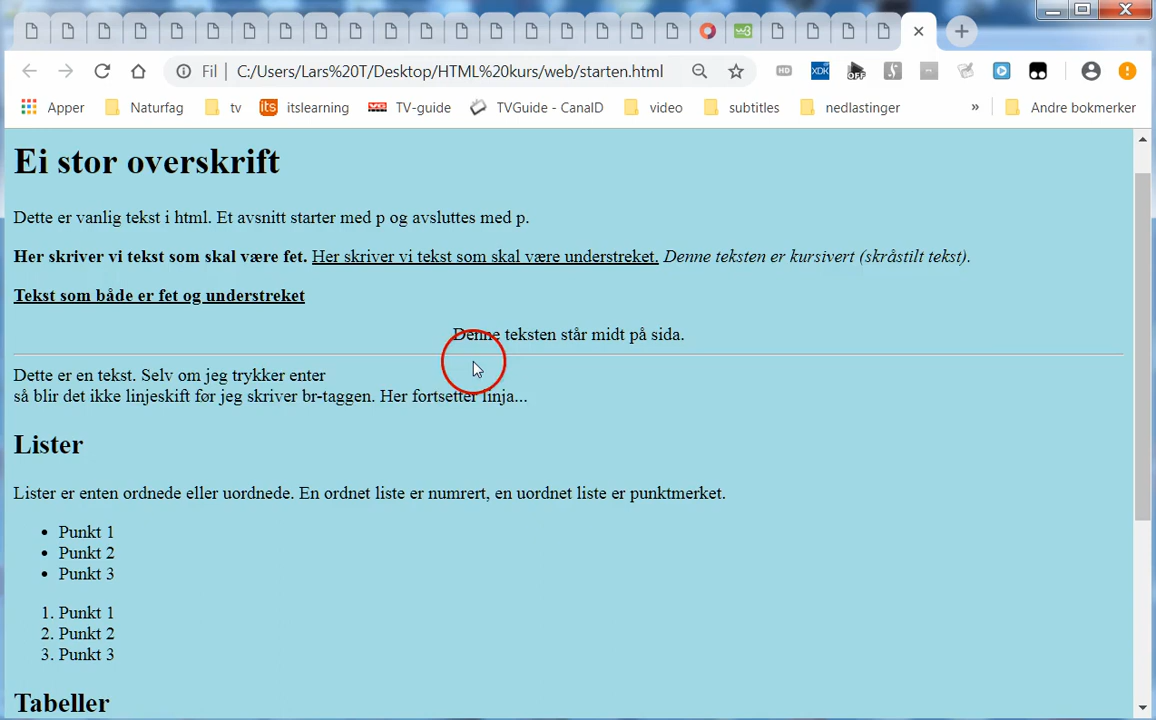 Fil C:/Users/Lars%20T/Desktop/HTML%20kurs/web/starten.html HD XDK OFF
Apper Naturfag tv its itslearning TV-guide TVGuide - CanalD video subtitles nedlastinger » Andre bokmerker
Ei stor overskrift
Dette er vanlig tekst i html. Et avsnitt starter med p og avsluttes med p.
Her skriver vi tekst som skal være fet. Her skriver vi tekst som skal være understreket. Denne teksten er kursivert (skråstilt tekst).
Tekst som både er fet og understreket
Denne teksten står midt på sida.
Dette er en tekst. Selv om jeg trykker enter
så blir det ikke linjeskift før jeg skriver br-taggen. Her fortsetter linja...
Lister
Lister er enten ordnede eller uordnede. En ordnet liste er numrert, en uordnet liste er punktmerket.
• Punkt 1
• Punkt 2
• Punkt 3
1. Punkt 1
2. Punkt 2
3. Punkt 3
Tabeller